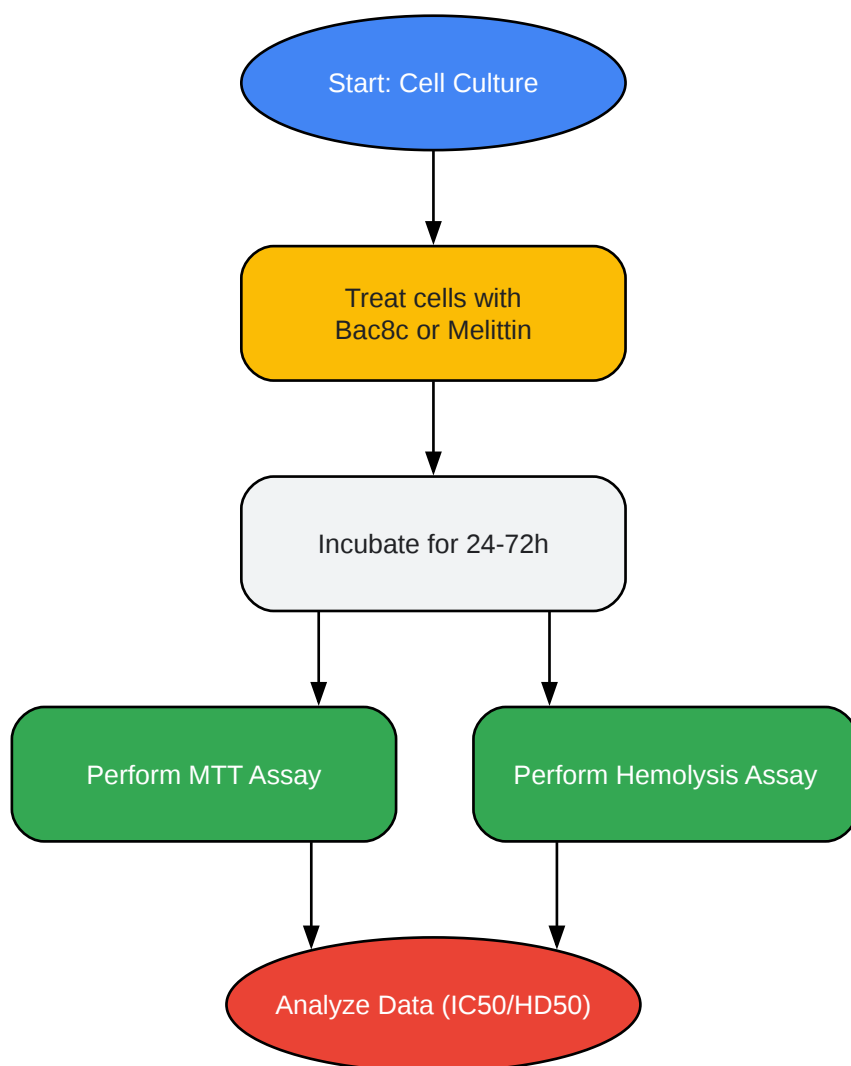 Start: Cell Culture
Treat cells with
Bac8c or Melittin
Incubate for 24-72h
Perform MTT Assay
Perform Hemolysis Assay
Analyze Data (IC50/HD50)